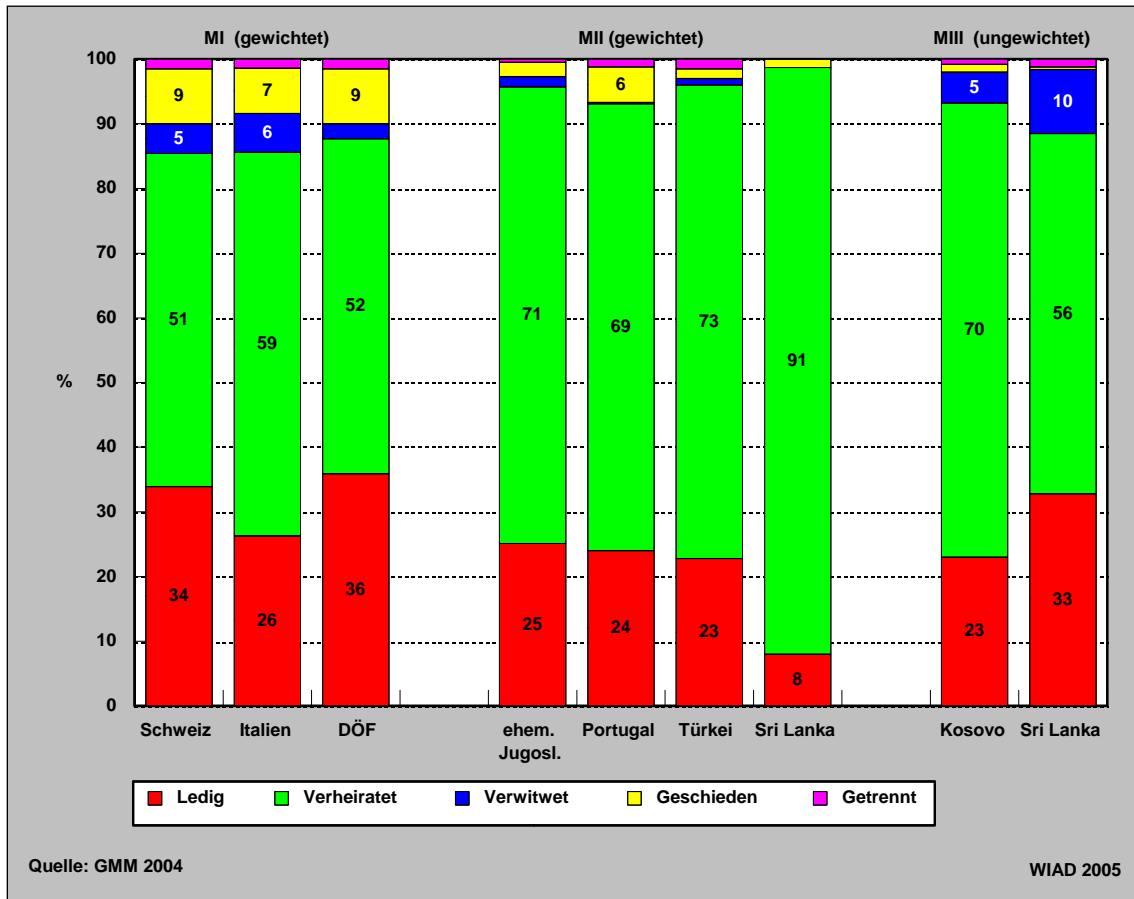 MI (gewichtet) MII (gewichtet) MIII (ungewichtet)
100
90
80
70
60
50
40
30
20
10
0
%
9 7 9 6 5 10
5 6
51 59 52 71 69 73 91 70 56
34 26 36 25 24 23 8 23 33
Schweiz Italien DÖF ehem. Jugosl. Portugal Türkei Sri Lanka Kosovo Sri Lanka
Ledig Verheiratet Verwitwet Geschieden Getrennt
Quelle: GMM 2004 WIAD 2005